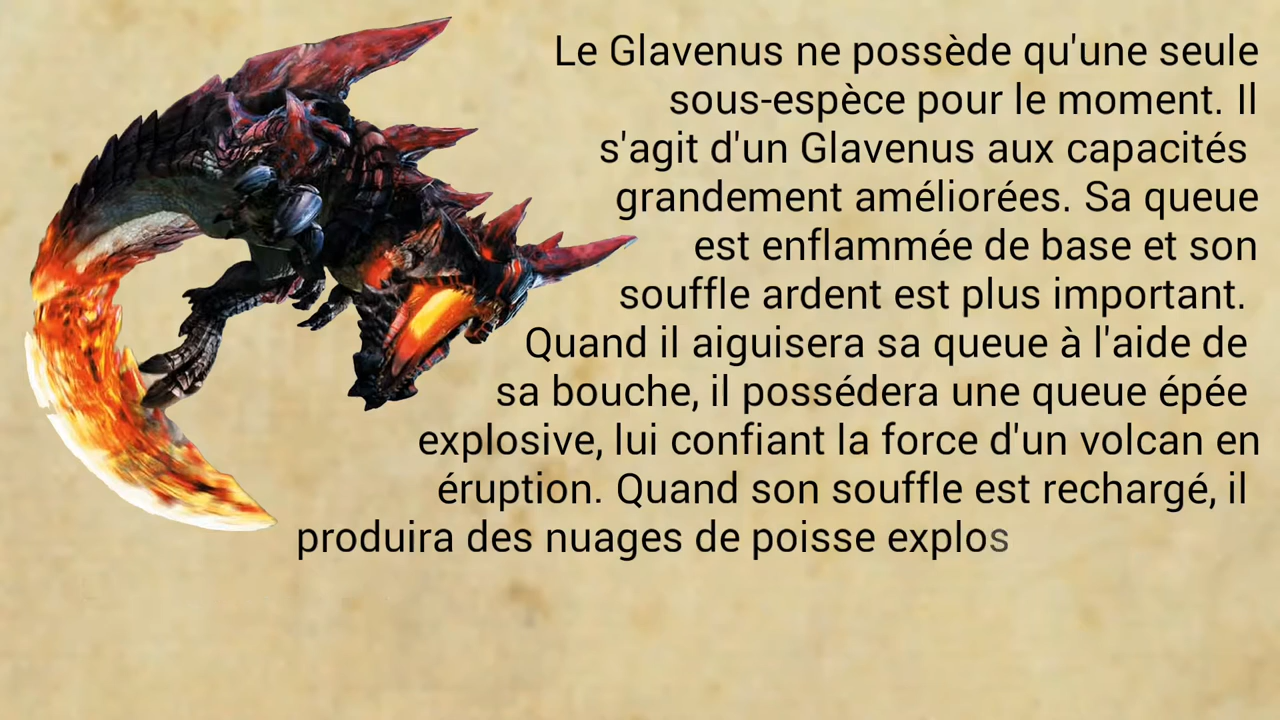 Le Glavenus ne possède qu'une seule
sous-espèce pour le moment. Il
s'agit d'un Glavenus aux capacités
grandement améliorées. Sa queue
est enflammée de base et son
souffle ardent est plus important.
Quand il aiguisera sa queue à l'aide de
sa bouche, il possédera une queue épée
explosive, lui confiant la force d'un volcan en
éruption. Quand son souffle est rechargé, il
produira des nuages de poisse explos